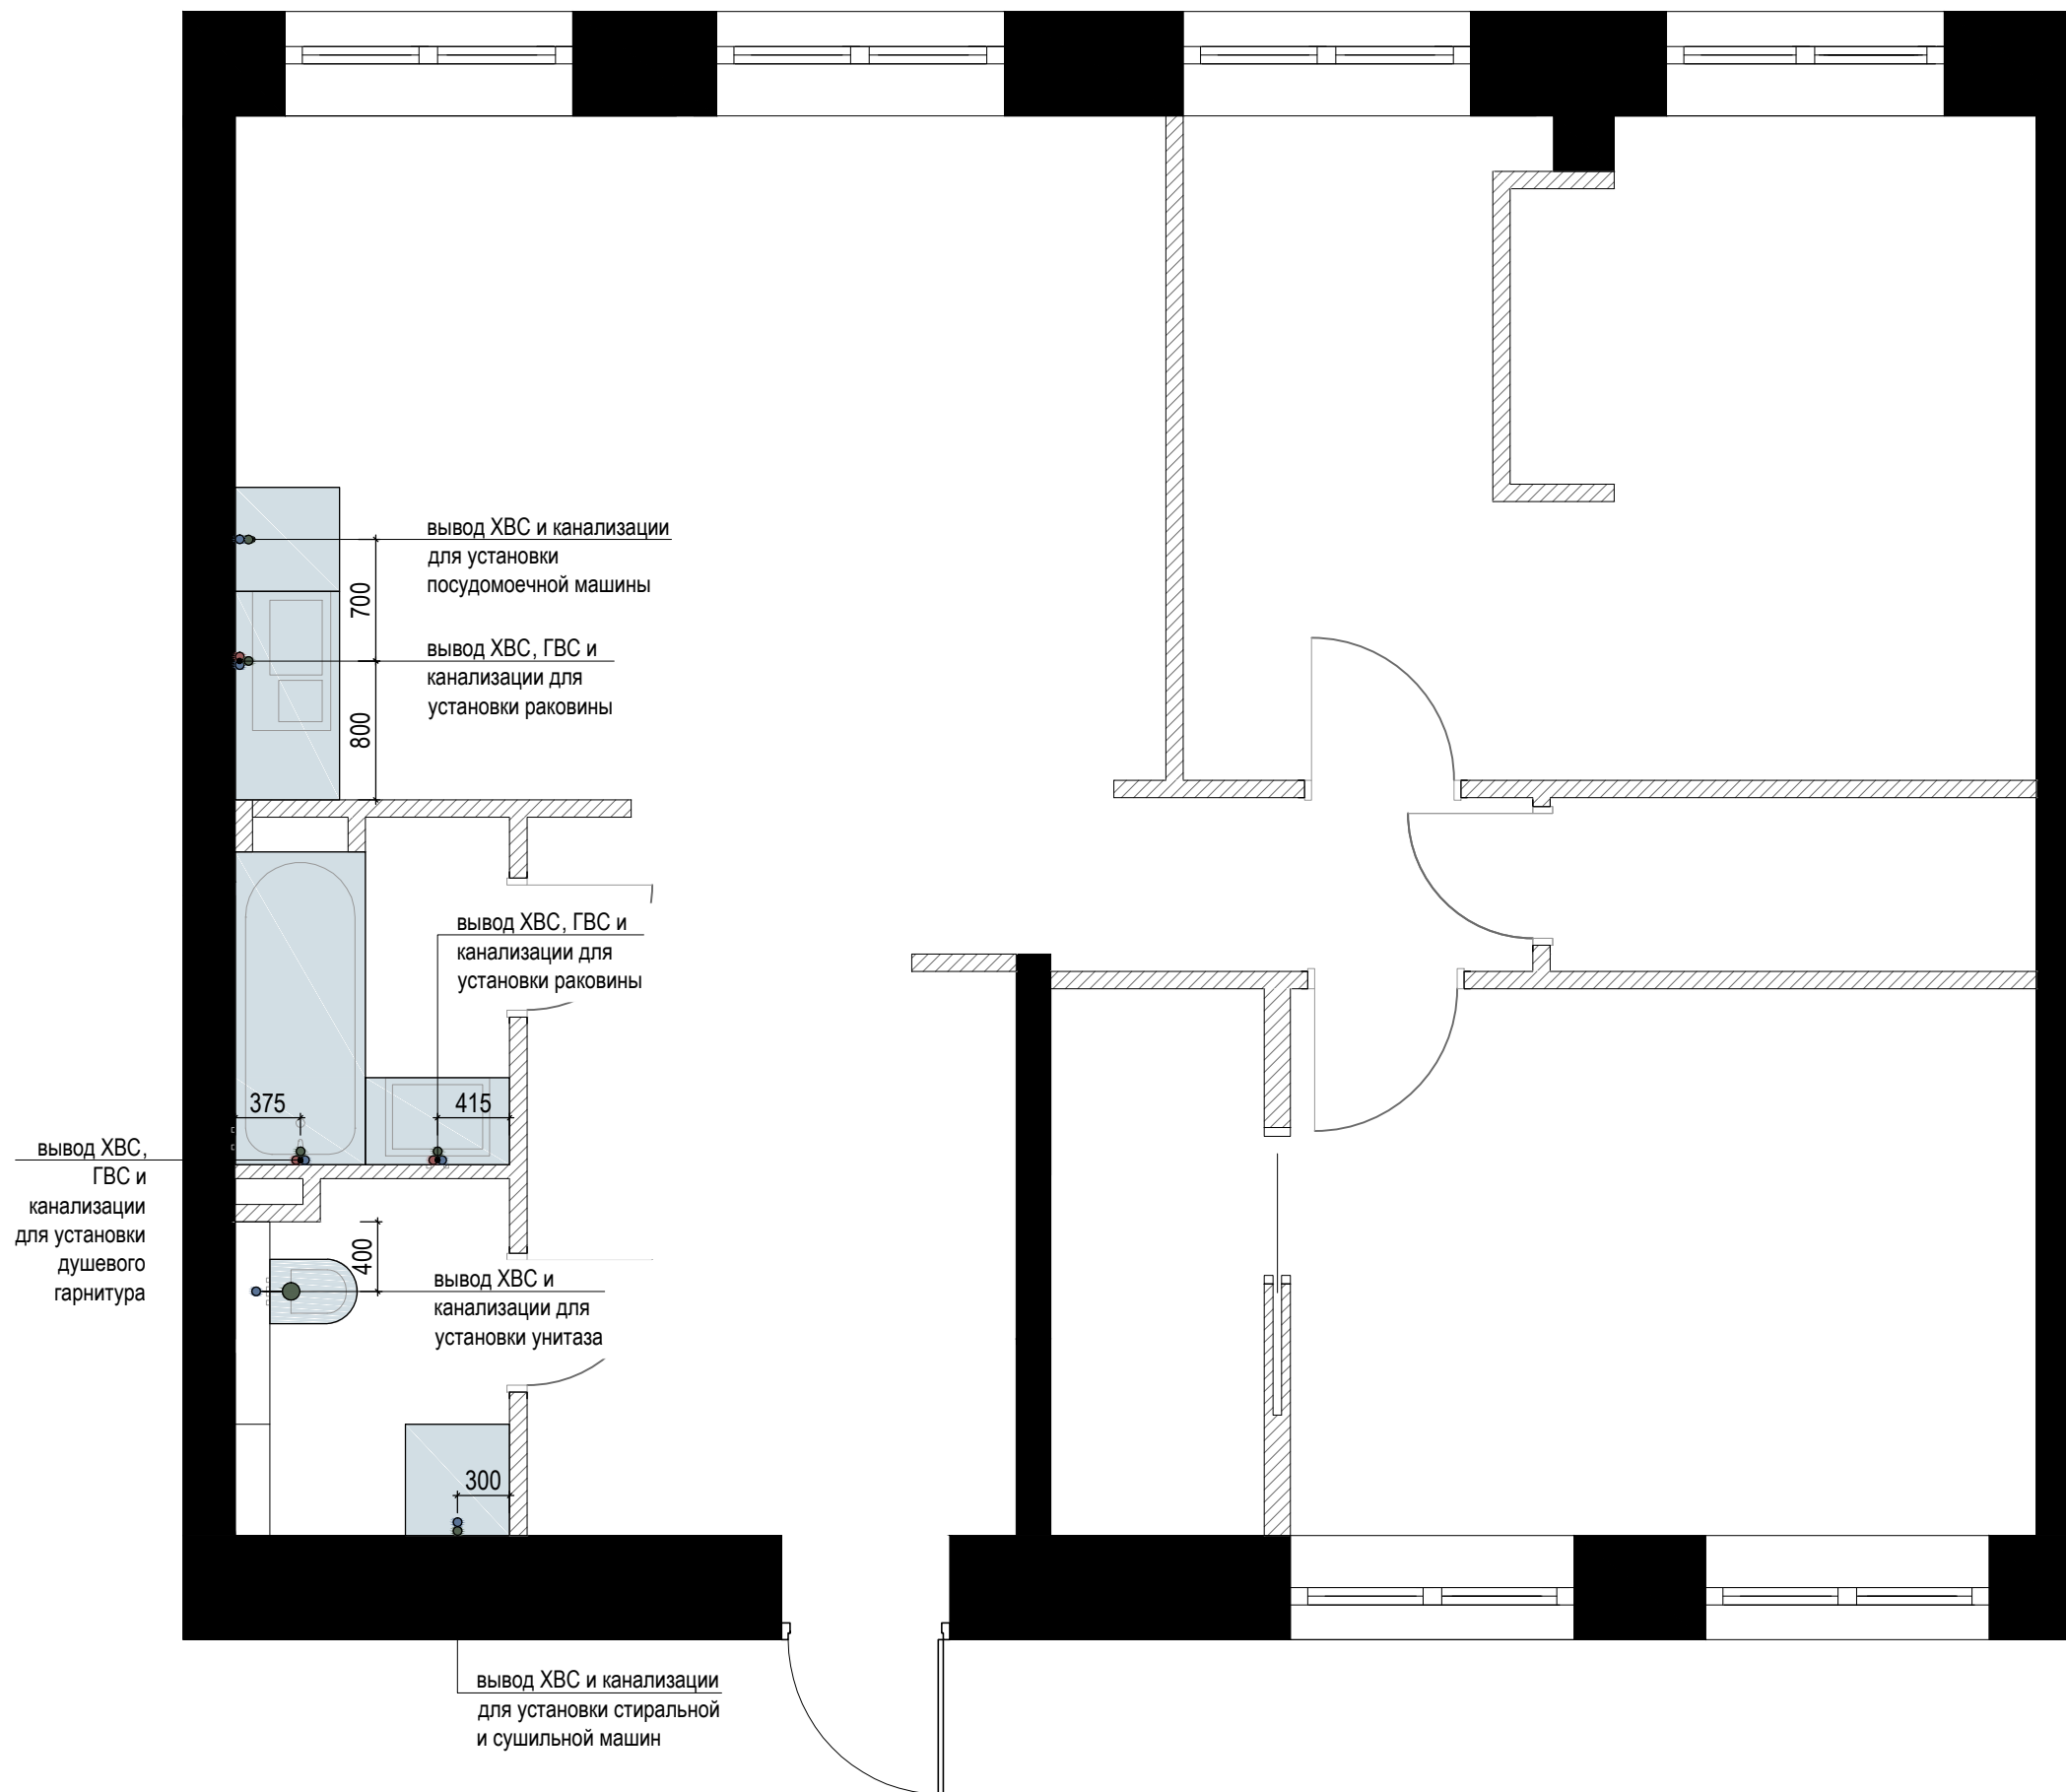 вывод ХВС и канализации
для установки
посудомоечной машины
700
вывод ХВС, ГВС и
канализации для
установки раковины
800
вывод ХВС, ГВС и
канализации для
установки раковины
375
415
вывод ХВС,
ГВС и
канализации
для установки
душевого
гарнитура
400
вывод ХВС и
канализации для
установки унитаза
300
вывод ХВС и канализации
для установки стиральной
и сушильной машин